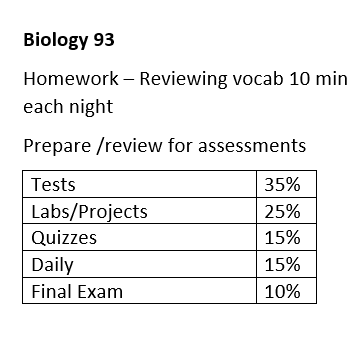 Biology 93
Homework – Reviewing vocab 10 min
each night
Prepare /review for assessments
Tests 35%
Labs/Projects 25%
Quizzes 15%
Daily 15%
Final Exam 10%